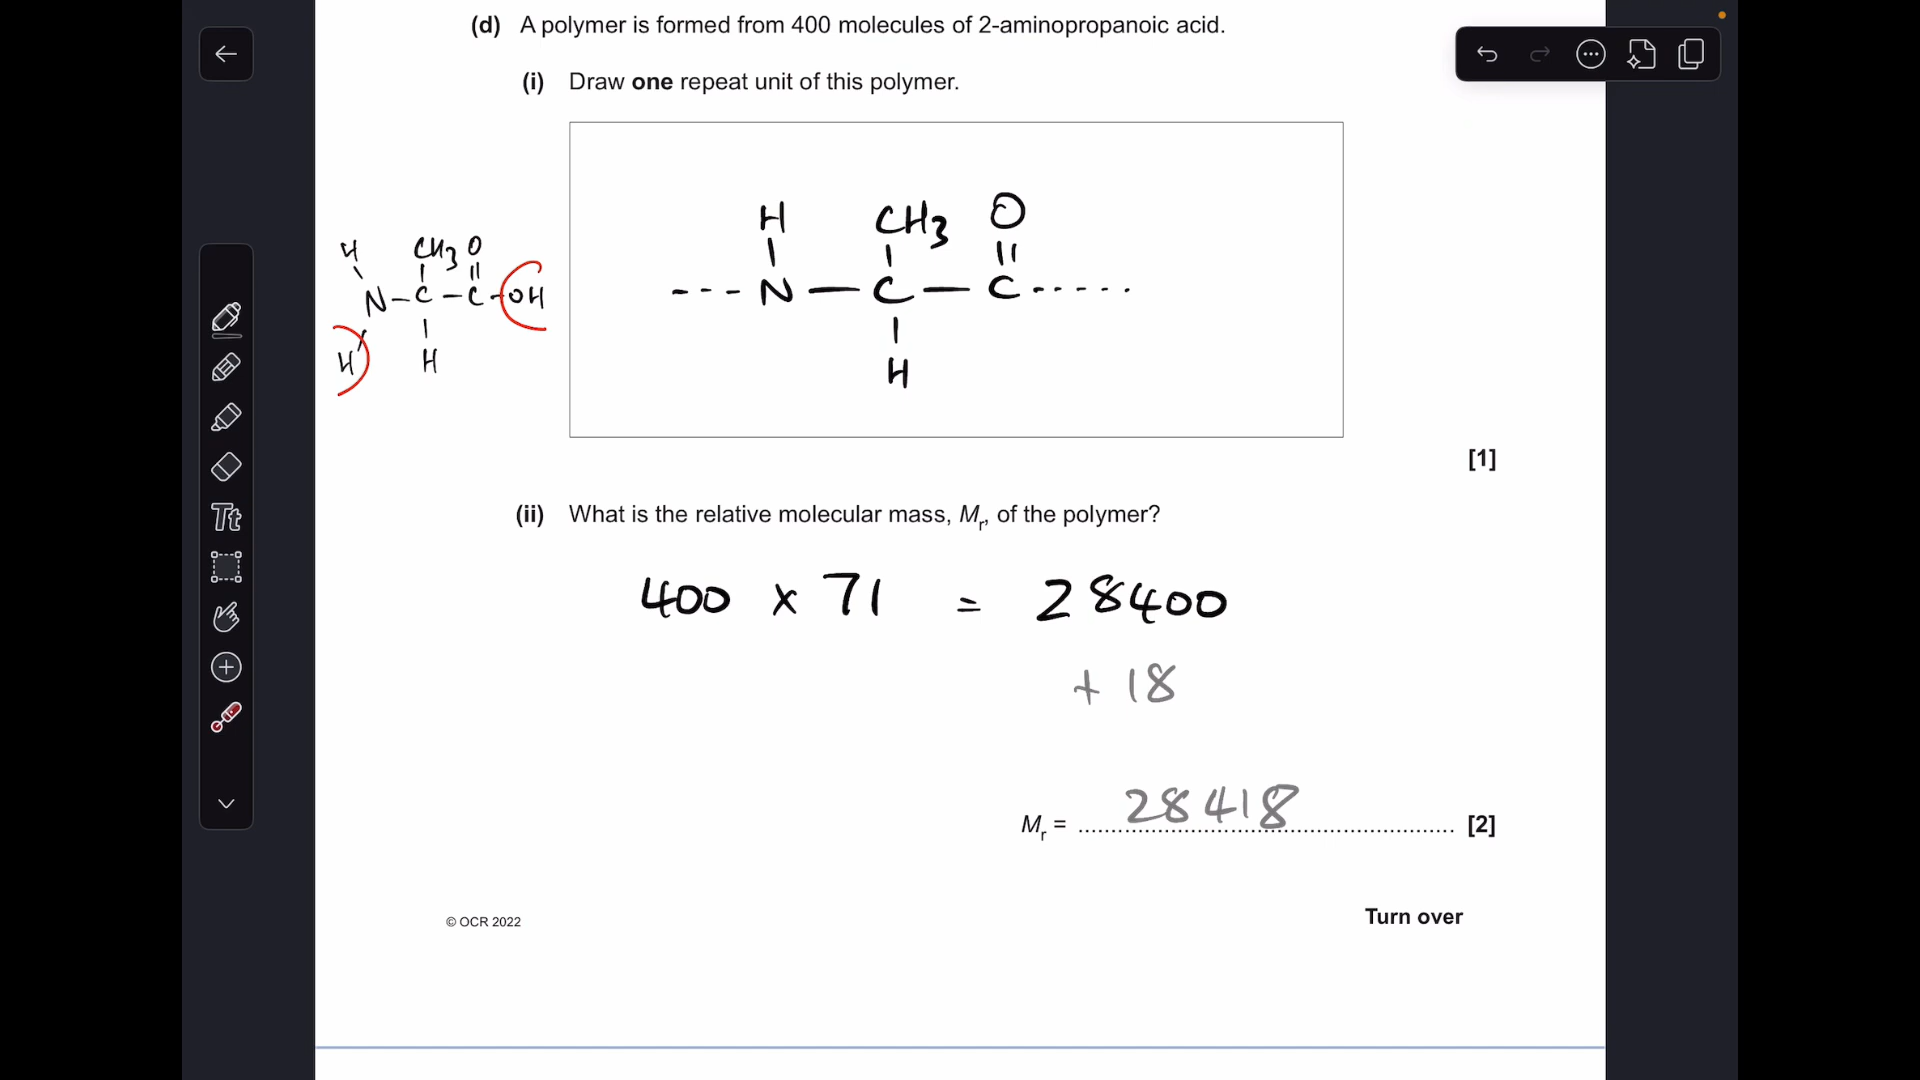 (d) A polymer is formed from 400 molecules of 2-aminopropanoic acid.
(i) Draw one repeat unit of this polymer.
H CH3 O
N – C – C – OH
H H
H CH3 O
--- N — C — C .....
H
[1]
(ii) What is the relative molecular mass, Mr, of the polymer?
400 x 71 = 28400
+ 18
Mr = 28418 [2]
© OCR 2022
Turn over
Tt